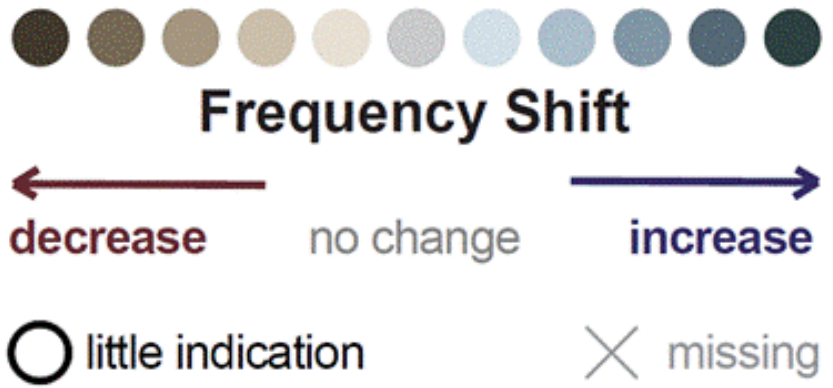 Frequency Shift
decrease no change increase
little indication missing